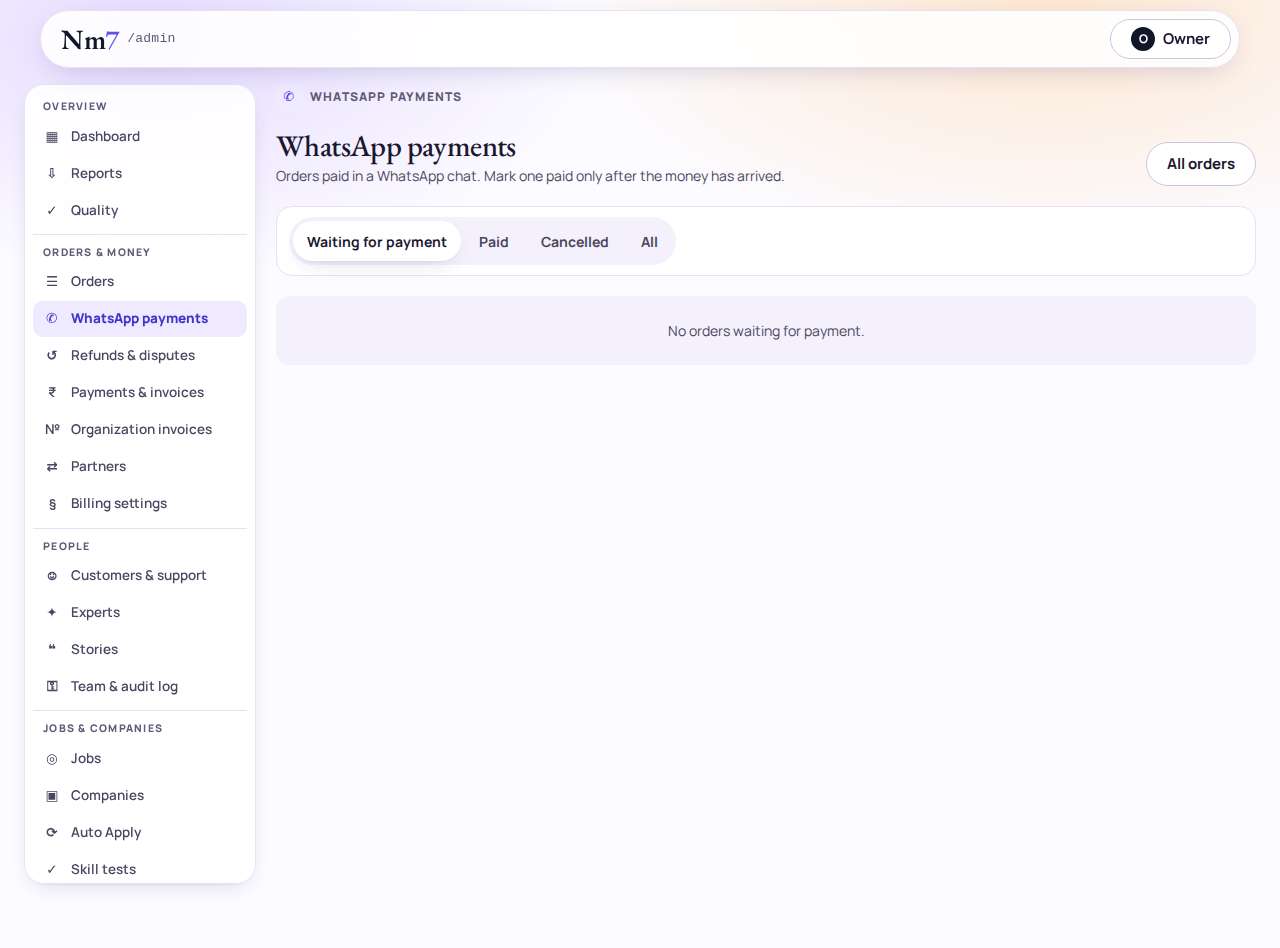 Nm7 /admin
O Owner
OVERVIEW
▦ Dashboard
⇩ Reports
✓ Quality
ORDERS & MONEY
☰ Orders
✆ WhatsApp payments
↺ Refunds & disputes
₹ Payments & invoices
№ Organization invoices
⇄ Partners
§ Billing settings
PEOPLE
☺ Customers & support
✦ Experts
❝ Stories
⚿ Team & audit log
JOBS & COMPANIES
◎ Jobs
▣ Companies
⟳ Auto Apply
✓ Skill tests
✆ WHATSAPP PAYMENTS
WhatsApp payments
Orders paid in a WhatsApp chat. Mark one paid only after the money has arrived.
All orders
Waiting for payment Paid Cancelled All
No orders waiting for payment.